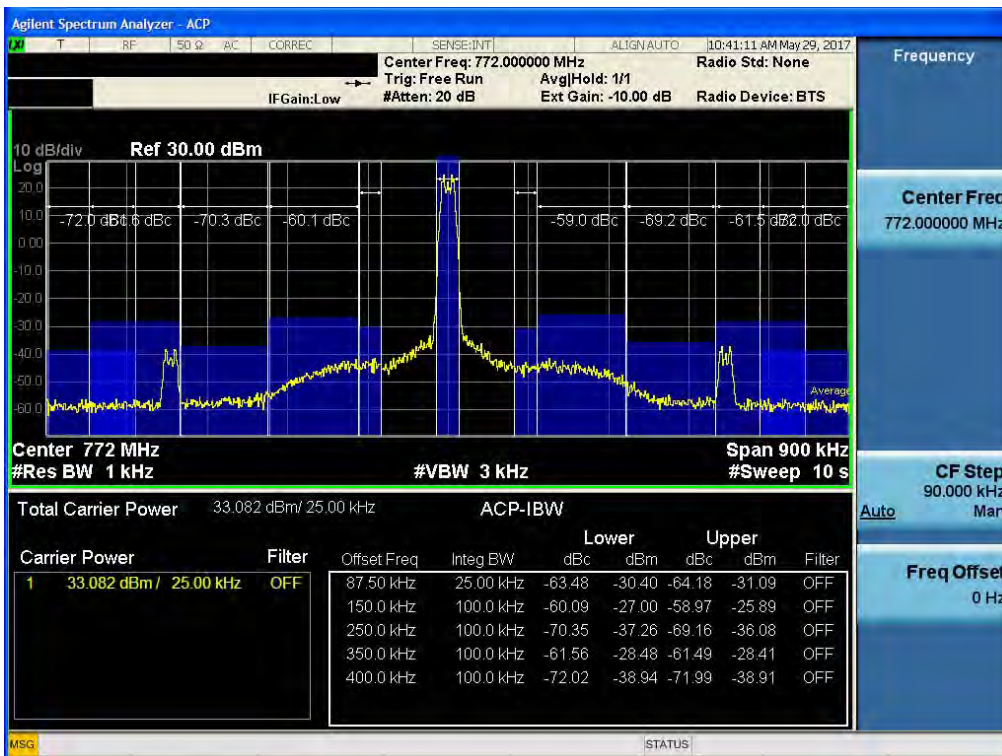 Agilent Spectrum Analyzer - ACP
LXI T RF 50 Ω AC CORREC SENSE:INT ALIGN AUTO 10:41:11 AM May 29, 2017
Center Freq: 772.000000 MHz Radio Std: None
Trig: Free Run Avg|Hold: 1/1
IFGain:Low #Atten: 20 dB Ext Gain: -10.00 dB Radio Device: BTS
10 dB/div Ref 30.00 dBm
Log
20.0
10.0
0.00
-10.0
-20.0
-30.0
-40.0
-50.0
-60.0
-72.0 -70.3 dBc -60.1 dBc -59.0 dBc -69.2 dBc -61.5 dBc
Average
Center 772 MHz Span 900 kHz
#Res BW 1 kHz #VBW 3 kHz #Sweep 10 s
Total Carrier Power 33.082 dBm/ 25.00 kHz ACP-IBW
Lower Upper
Carrier Power Filter Offset Freq Integ BW dBc dBm dBc dBm Filter
1 33.082 dBm / 25.00 kHz OFF 87.50 kHz 25.00 kHz -63.48 -30.40 -64.18 -31.09 OFF
150.0 kHz 100.0 kHz -60.09 -27.00 -58.97 -25.89 OFF
250.0 kHz 100.0 kHz -70.35 -37.26 -69.16 -36.08 OFF
350.0 kHz 100.0 kHz -61.56 -28.48 -61.49 -28.41 OFF
400.0 kHz 100.0 kHz -72.02 -38.94 -71.99 -38.91 OFF
MSG STATUS
Frequency
Center Freq
772.000000 MHz
CF Step
90.000 kHz
Auto Man
Freq Offset
0 Hz